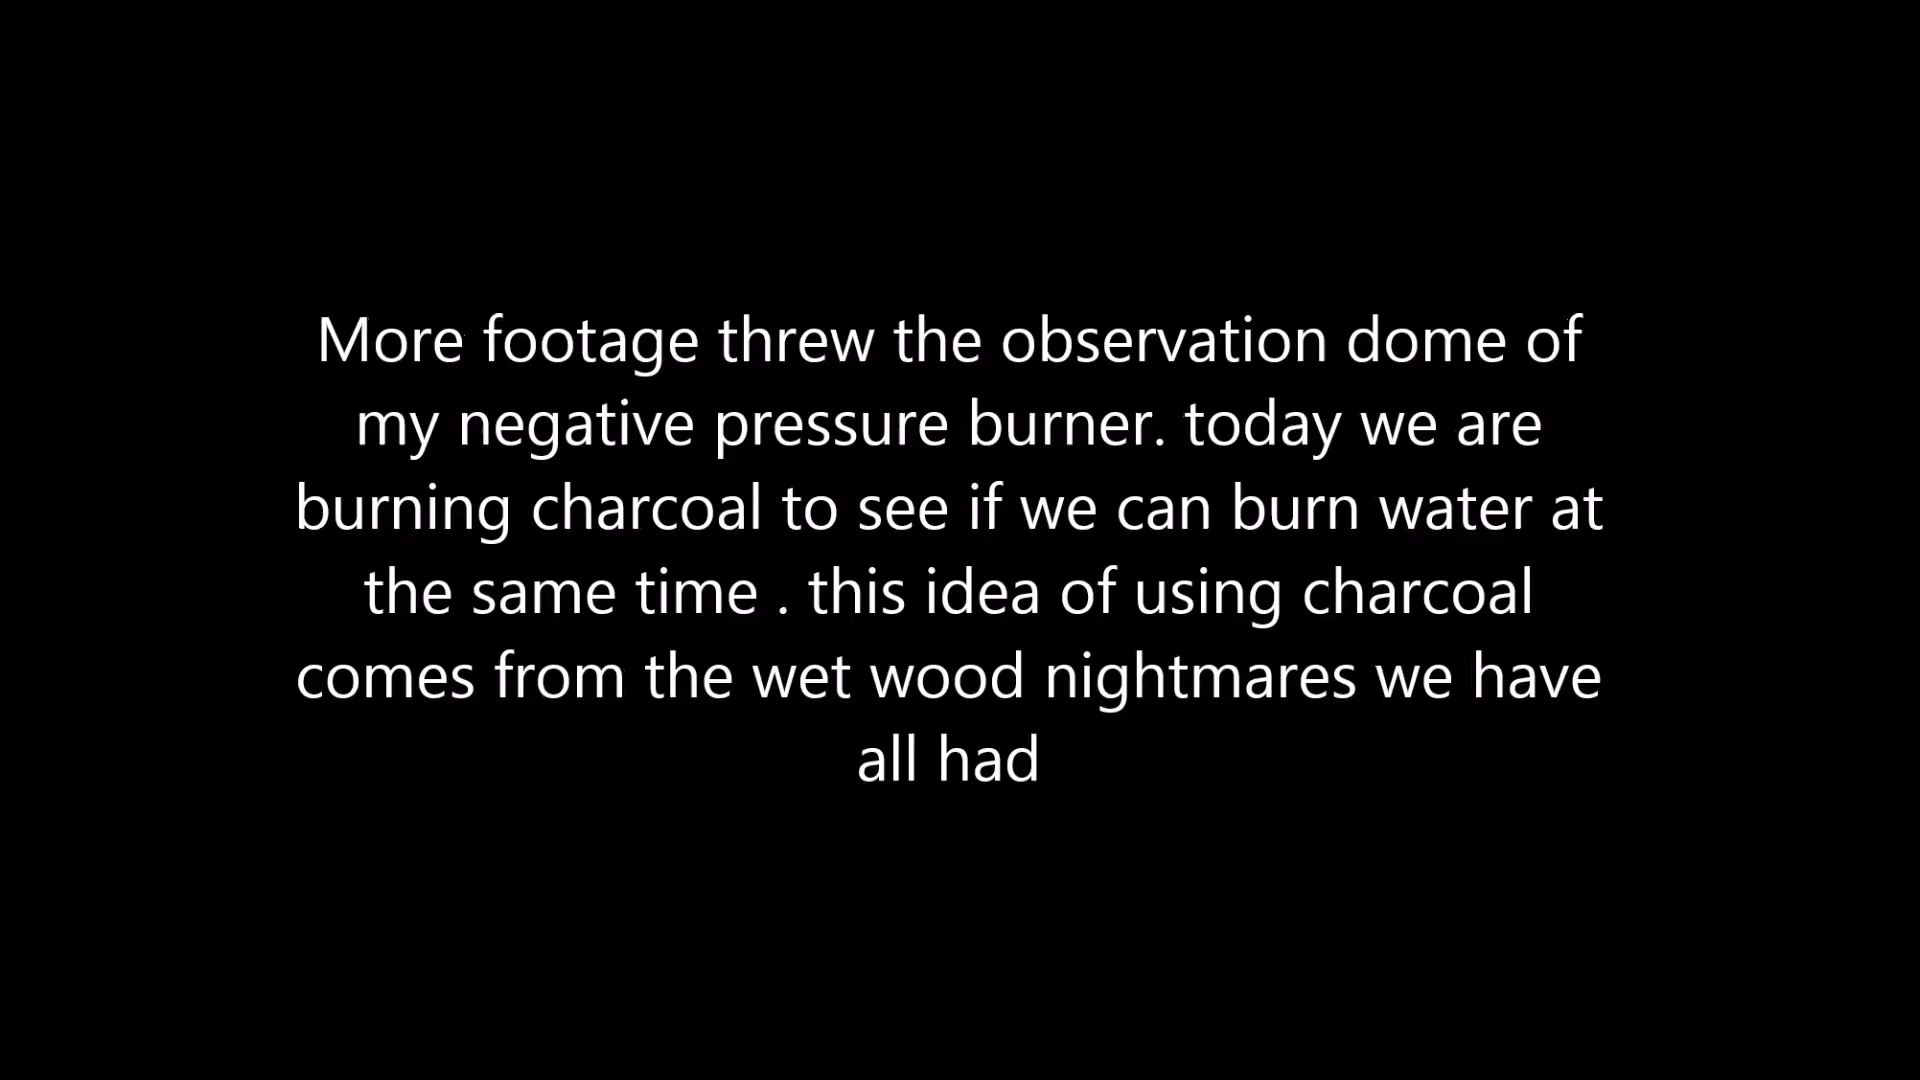 More footage threw the observation dome of
my negative pressure burner. today we are
burning charcoal to see if we can burn water at
the same time . this idea of using charcoal
comes from the wet wood nightmares we have
all had